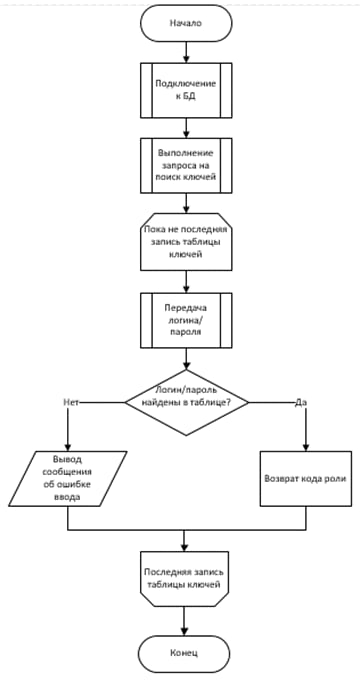 Начало
Подключение
к БД
Выполнение
запроса на
поиск ключей
Пока не последняя
запись таблицы
ключей
Передача
логина/
пароля
Логин/пароль
найдены в таблице?
Нет
Да
Вывод
сообщения
об ошибке
ввода
Возврат кода роли
Последняя запись
таблицы ключей
Конец